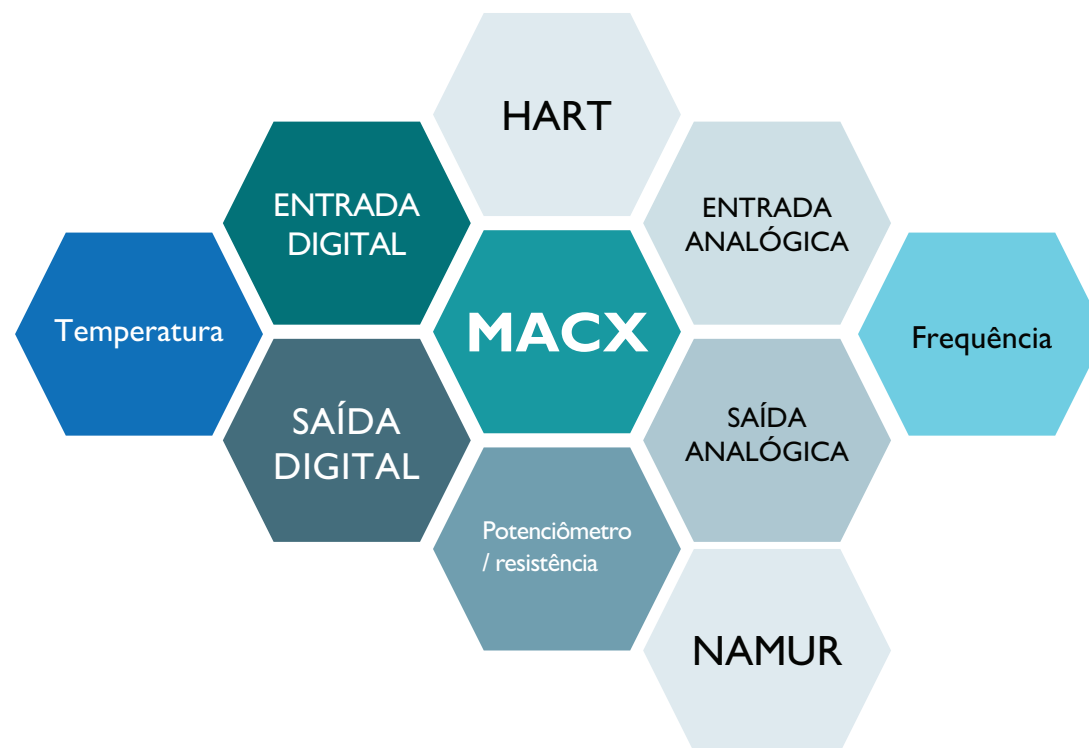 HART
ENTRADA
DIGITAL
ENTRADA
ANALÓGICA
Temperatura
MACX
Frequência
SAÍDA
DIGITAL
SAÍDA
ANALÓGICA
Potenciômetro
/ resistência
NAMUR